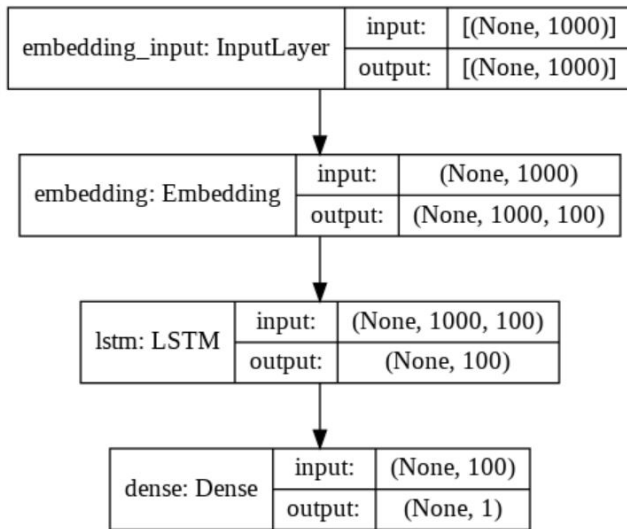 embedding_input: InputLayer
input: [(None, 1000)]
output: [(None, 1000)]
embedding: Embedding
input: (None, 1000)
output: (None, 1000, 100)
lstm: LSTM
input: (None, 1000, 100)
output: (None, 100)
dense: Dense
input: (None, 100)
output: (None, 1)